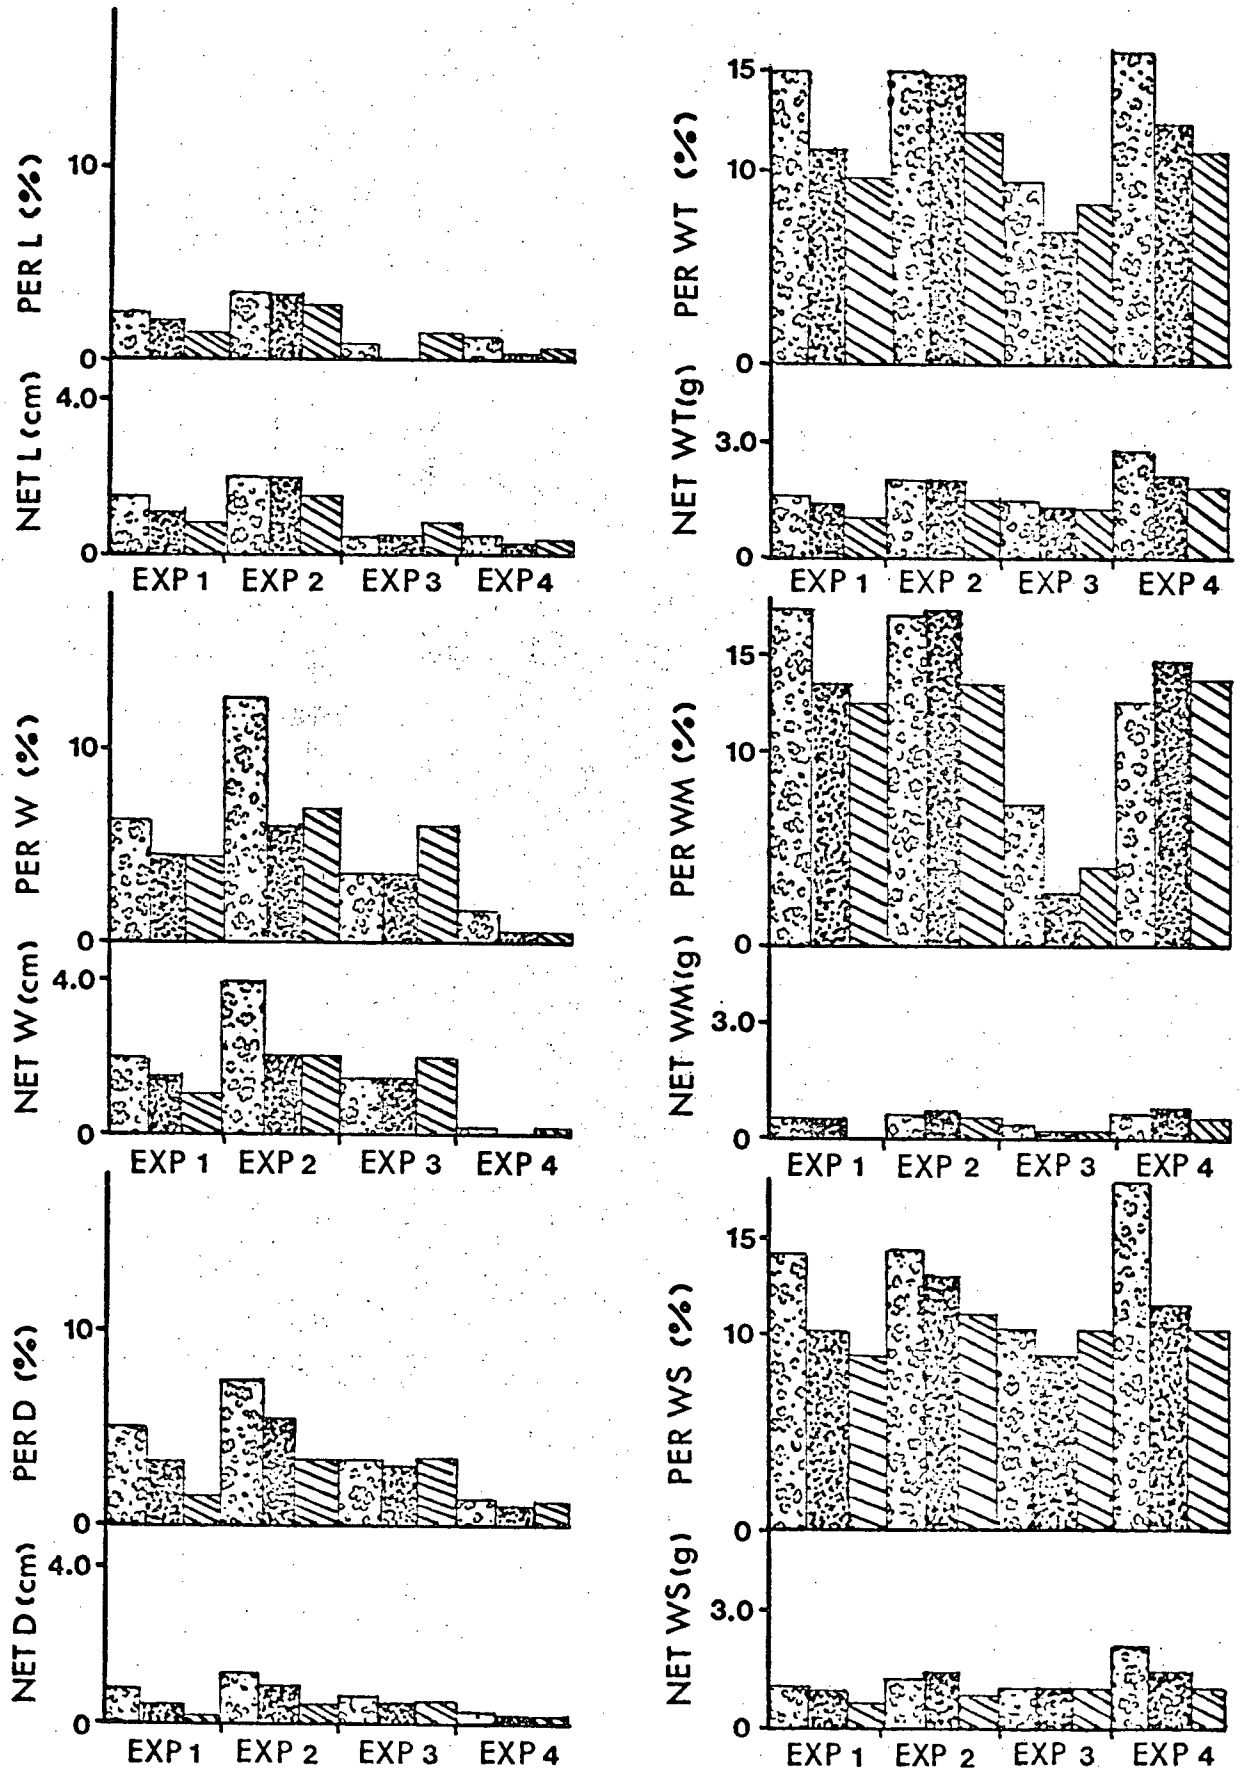 PER L (%)
10
0
NET L (cm)
4.0
0
EXP 1 EXP 2 EXP 3 EXP 4
PER W (%)
10
0
NET W (cm)
4.0
0
EXP 1 EXP 2 EXP 3 EXP 4
PER D (%)
10
0
NET D (cm)
4.0
0
EXP 1 EXP 2 EXP 3 EXP 4
PER WT (%)
15
10
0
NET WT (g)
3.0
0
EXP 1 EXP 2 EXP 3 EXP 4
PER WM (%)
15
10
0
NET WM (g)
3.0
0
EXP 1 EXP 2 EXP 3 EXP 4
PER WS (%)
15
10
0
NET WS (g)
3.0
0
EXP 1 EXP 2 EXP 3 EXP 4